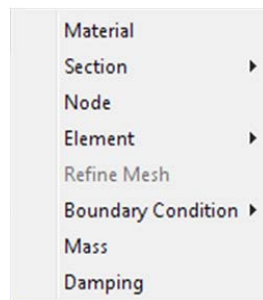 Material
Section
Node
Element
Refine Mesh
Boundary Condition
Mass
Damping